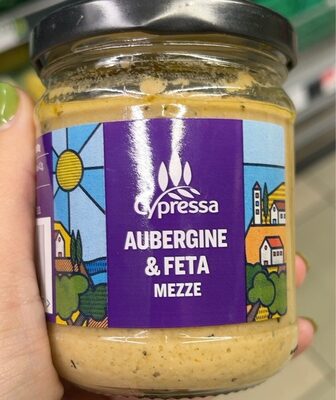 Cypressa
AUBERGINE
& FETA
MEZZE